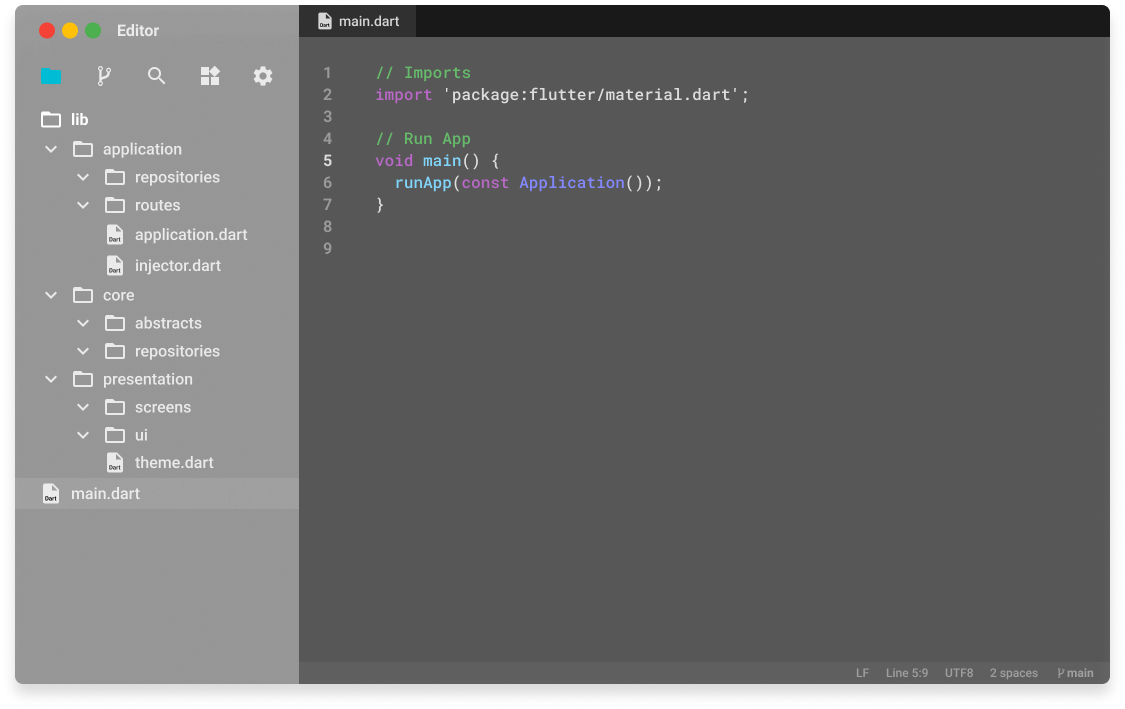 Editor
lib
application
repositories
routes
Dart application.dart
Dart injector.dart
core
abstracts
repositories
presentation
screens
ui
Dart theme.dart
Dart main.dart
Dart main.dart
1 // Imports
2 import 'package:flutter/material.dart';
3
4 // Run App
5 void main() {
6   runApp(const Application());
7 }
8
9
LF Line 5:9 UTF8 2 spaces main